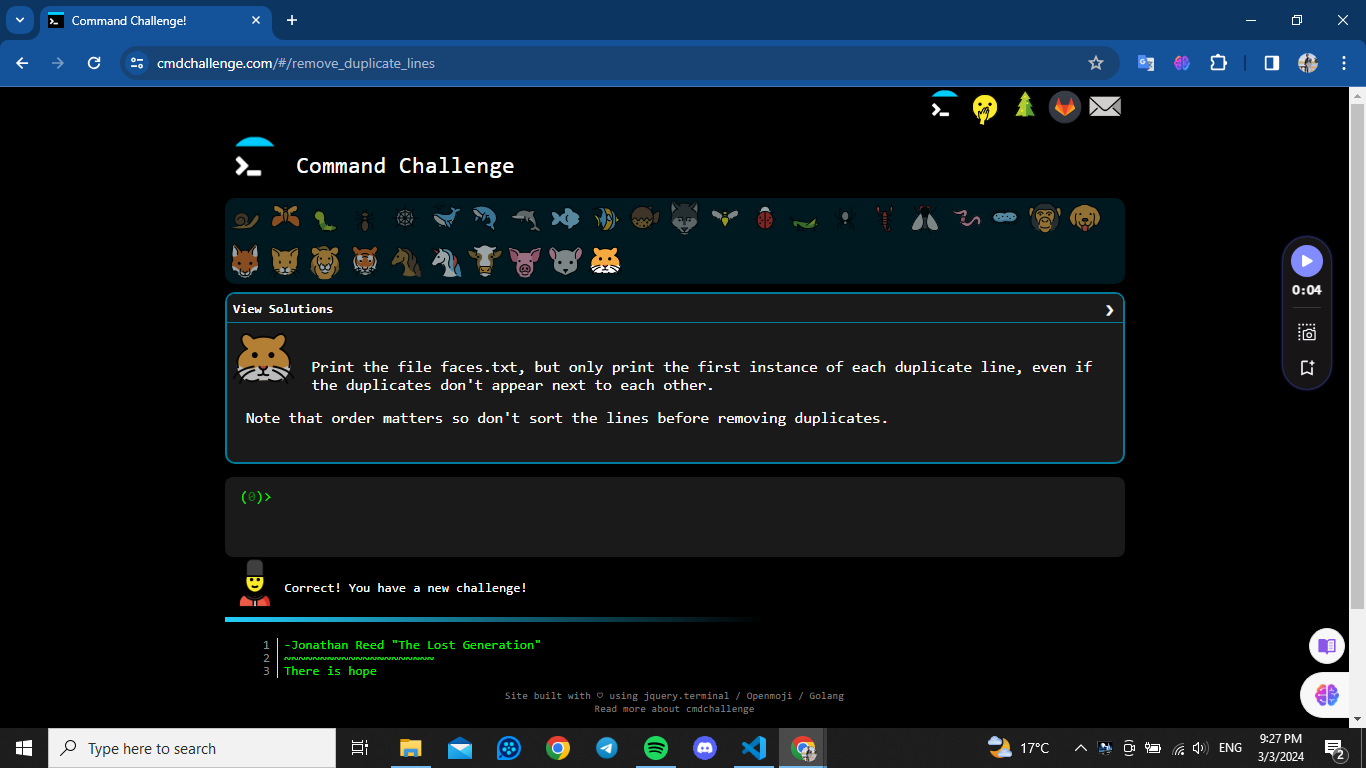 Command Challenge!
cmdchallenge.com/#/remove_duplicate_lines
Command Challenge
View Solutions
Print the file faces.txt, but only print the first instance of each duplicate line, even if
the duplicates don't appear next to each other.
Note that order matters so don't sort the lines before removing duplicates.
(0)>
Correct! You have a new challenge!
1 -Jonathan Reed "The Lost Generation"
2 ~~~~~~~~~~~~~~~~~~~~~
3 There is hope
Site built with ♡ using jquery.terminal / Openmoji / Golang
Read more about cmdchallenge
0:04
Type here to search
17°C
ENG
9:27 PM
3/3/2024
2